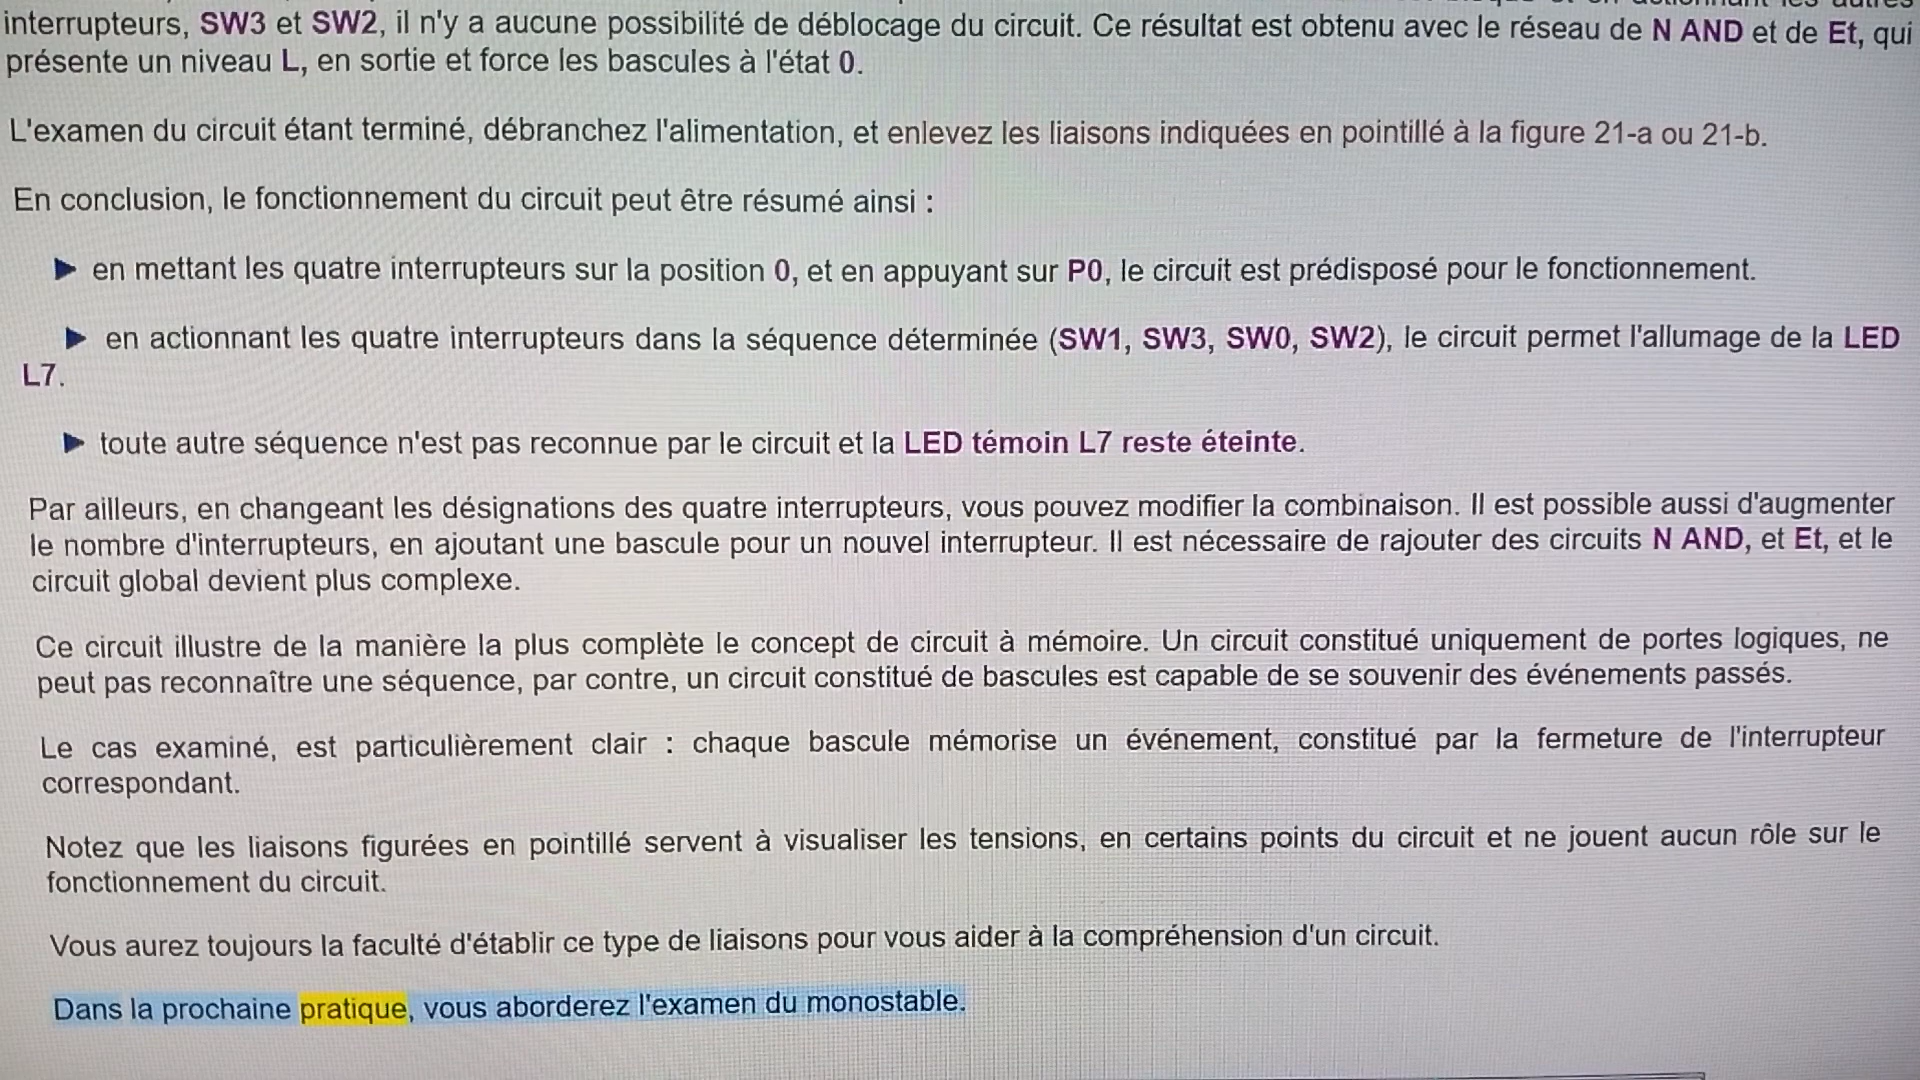 interrupteurs, SW3 et SW2, il n'y a aucune possibilité de déblocage du circuit. Ce résultat est obtenu avec le réseau de N AND et de Et, qui
présente un niveau L, en sortie et force les bascules à l'état 0.
L'examen du circuit étant terminé, débranchez l'alimentation, et enlevez les liaisons indiquées en pointillé à la figure 21-a ou 21-b.
En conclusion, le fonctionnement du circuit peut être résumé ainsi :
► en mettant les quatre interrupteurs sur la position 0, et en appuyant sur P0, le circuit est prédisposé pour le fonctionnement.
► en actionnant les quatre interrupteurs dans la séquence déterminée (SW1, SW3, SW0, SW2), le circuit permet l'allumage de la LED
L7.
► toute autre séquence n'est pas reconnue par le circuit et la LED témoin L7 reste éteinte.
Par ailleurs, en changeant les désignations des quatre interrupteurs, vous pouvez modifier la combinaison. Il est possible aussi d'augmenter
le nombre d'interrupteurs, en ajoutant une bascule pour un nouvel interrupteur. Il est nécessaire de rajouter des circuits N AND, et Et, et le
circuit global devient plus complexe.
Ce circuit illustre de la manière la plus complète le concept de circuit à mémoire. Un circuit constitué uniquement de portes logiques, ne
peut pas reconnaître une séquence, par contre, un circuit constitué de bascules est capable de se souvenir des événements passés.
Le cas examiné, est particulièrement clair : chaque bascule mémorise un événement, constitué par la fermeture de l'interrupteur
correspondant.
Notez que les liaisons figurées en pointillé servent à visualiser les tensions, en certains points du circuit et ne jouent aucun rôle sur le
fonctionnement du circuit.
Vous aurez toujours la faculté d'établir ce type de liaisons pour vous aider à la compréhension d'un circuit.
Dans la prochaine pratique, vous aborderez l'examen du monostable.